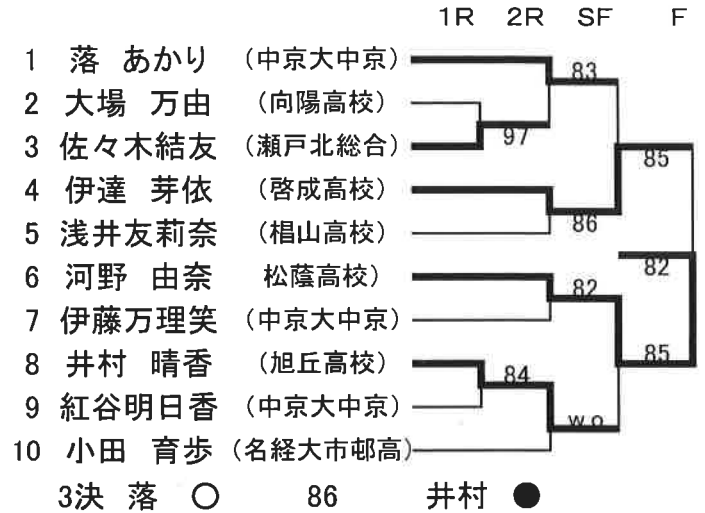 1R 2R SF F
1 落 あかり (中京大中京)
83
2 大場 万由 (向陽高校)
97
3 佐々木結友 (瀬戸北総合)
85
4 伊達 芽依 (啓成高校)
86
5 浅井友莉奈 (椙山高校)
82
6 河野 由奈 松蔭高校)
82
7 伊藤万理笑 (中京大中京)
85
8 井村 晴香 (旭丘高校)
84
9 紅谷明日香 (中京大中京)
w.o
10 小田 育歩 (名経大市邨高)
3決 落 ○ 86 井村 ●